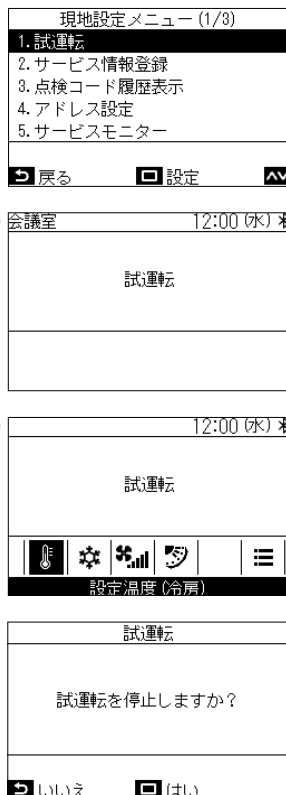 現地設定メニュー (1/3)
1.試運転
2.サービス情報登録
3.点検コード履歴表示
4.アドレス設定
5.サービスモニター
戻る 設定
会議室 12:00 (水)
試運転
12:00 (水)
試運転
設定温度 (冷房)
試運転
試運転を停止しますか?
いいえ はい